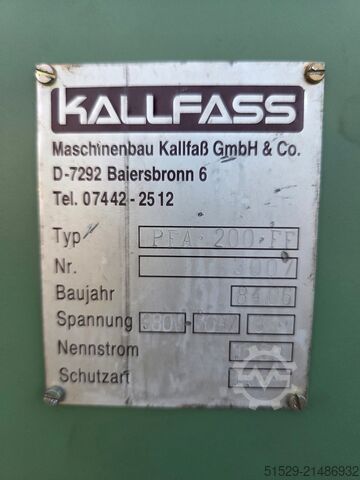 KALLFASS
Maschinenbau Kallfaß GmbH & Co.
D-7292 Baiersbronn 6
Tel. 07442-2512
Typ PFA-200-FF
Nr.
Baujahr
Spannung 380V
Nennstrom
Schutzart
51529-21486932